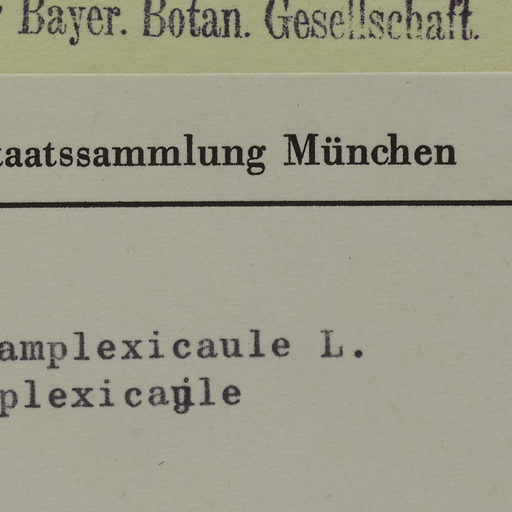 Bayer. Botan. Gesellschaft.
taatssammlung München
amplexicaule L.
plexicaule